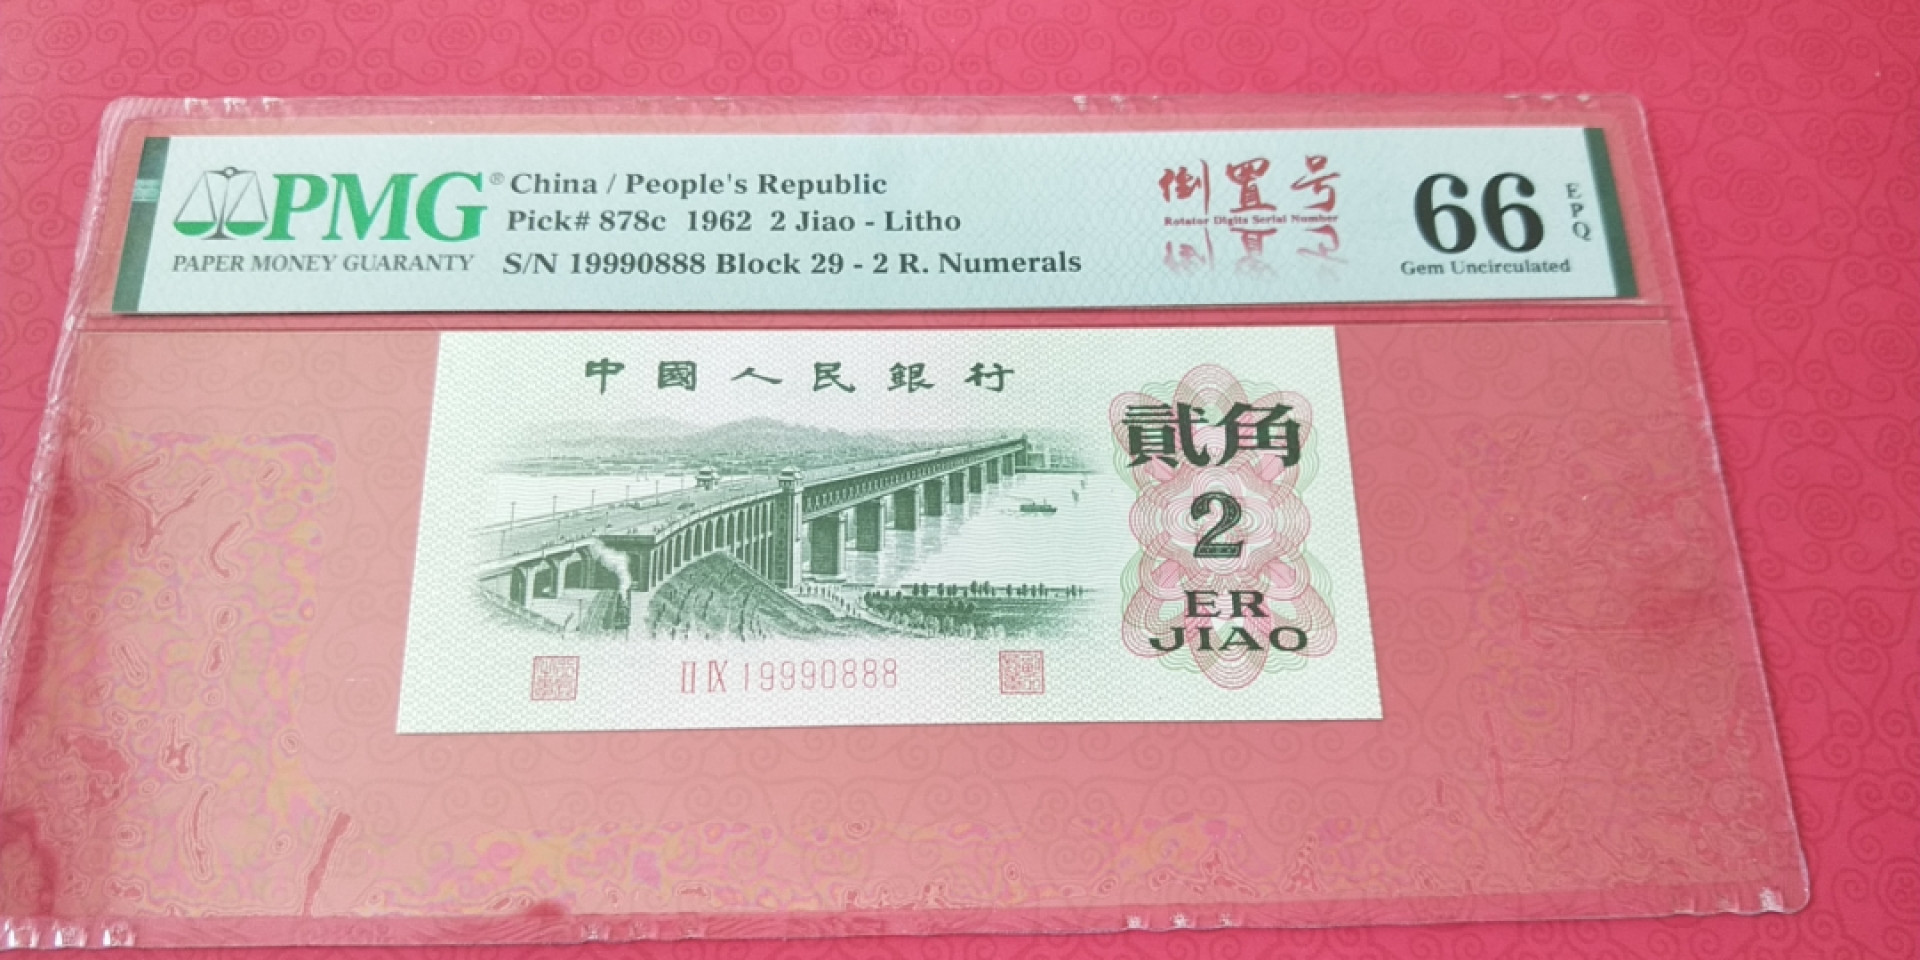 PMG® China / People's Republic
Pick# 878c 1962 2 Jiao - Litho
PAPER MONEY GUARANTY S/N 19990888 Block 29 - 2 R. Numerals
倒置号
Rotator Digits Serial Number
66 EPQ
Gem Uncirculated
中國人民銀行
貳角
2
ER
JIAO
II IX 19990888